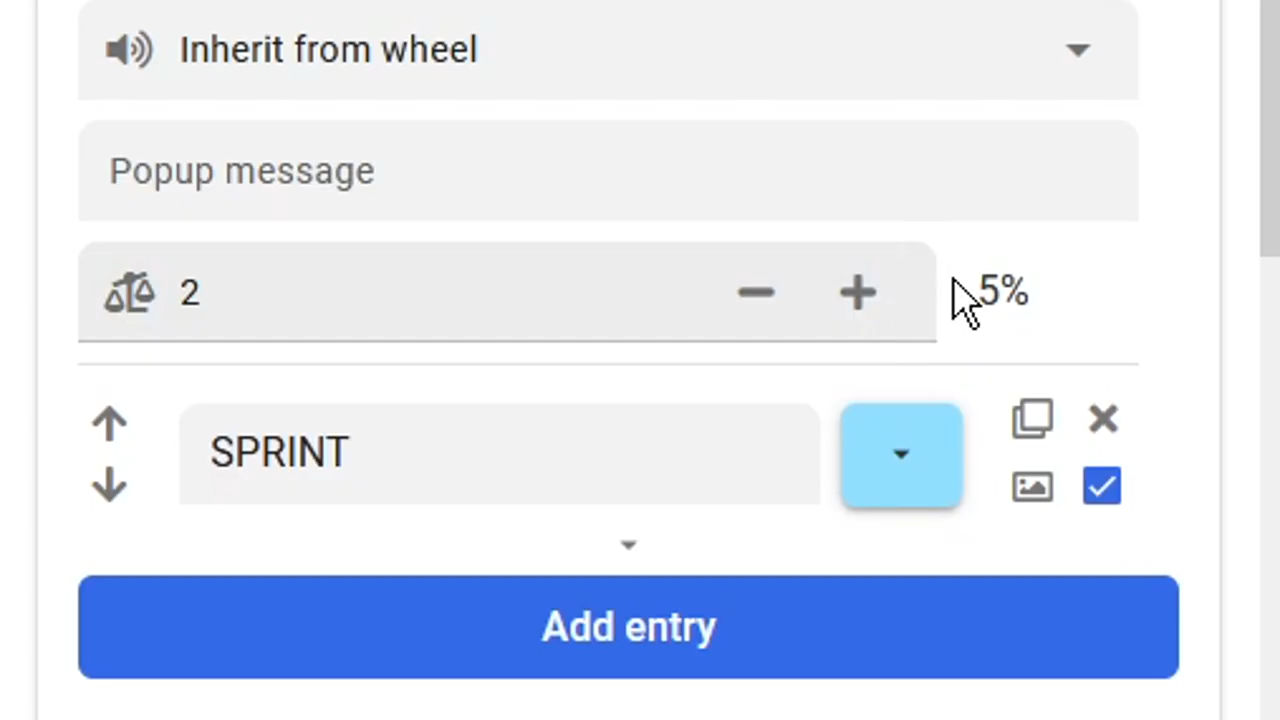 Inherit from wheel
Popup message
2
5%
SPRINT
Add entry